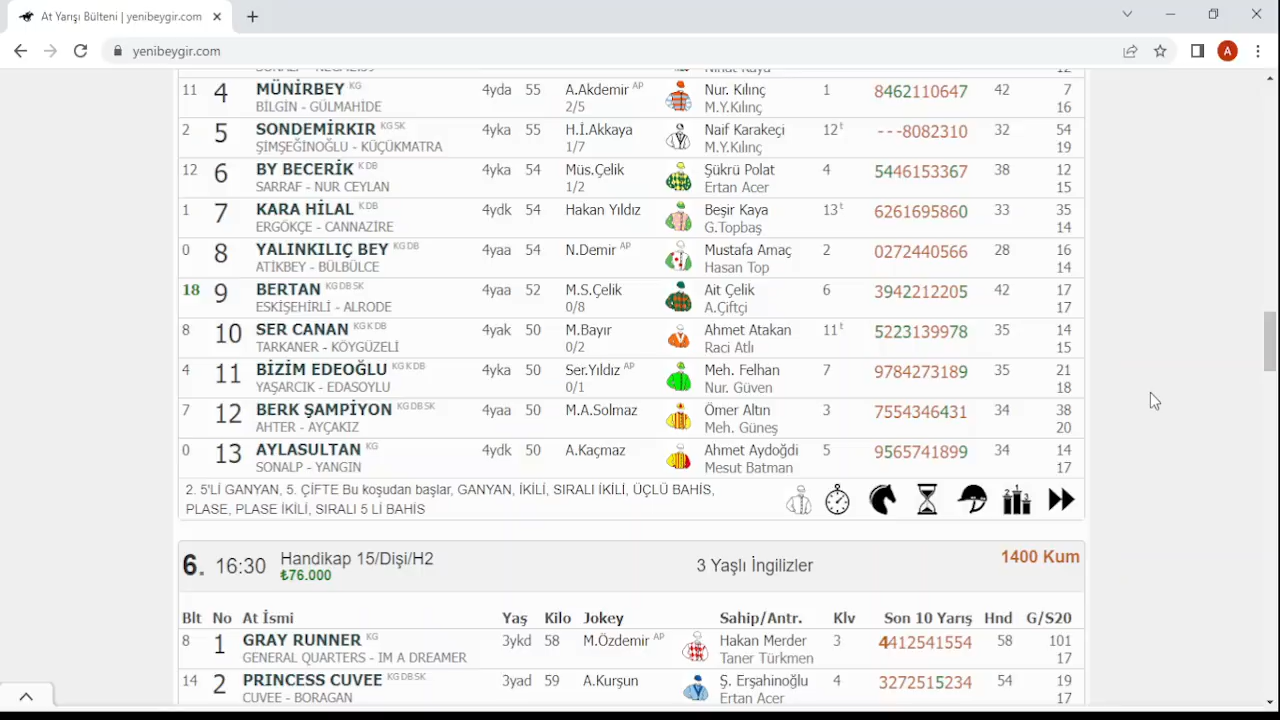 At Yarışı Bülteni | yenibeygir.com
yenibeygir.com
A
12
11 4 MÜNİRBEY KG 4yda 55 A.Akdemir AP Nur. Kılınç 1 8462110647 42 7
BİLGİN - GÜLMAHİDE 2/5 M.Y.Kılınç 16
2 5 SONDEMİRKIR KG SK 4yka 55 H.İ.Akkaya Naif Karakeçi 12t - - -8082310 32 54
ŞİMŞEĞİNOĞLU - KÜÇÜKMATRA 1/7 M.Y.Kılınç 19
12 6 BY BECERİK K DB 4yka 54 Müs.Çelik Şükrü Polat 4 5446153367 38 12
SARRAF - NUR CEYLAN 1/2 Ertan Acer 15
1 7 KARA HİLAL K DB 4ydk 54 Hakan Yıldız Beşir Kaya 13t 6261695860 33 35
ERGÖKÇE - CANNAZİRE G.Topbaş 14
0 8 YALINKILIÇ BEY KG DB 4yaa 54 N.Demir AP Mustafa Amaç 2 0272440566 28 16
ATİKBEY - BÜLBÜLCE Hasan Top 14
18 9 BERTAN KG DB SK 4yaa 52 M.S.Çelik Ait Çelik 6 3942212205 42 17
ESKİŞEHİRLİ - ALRODE 0/8 A.Çiftçi 17
8 10 SER CANAN KG K DB 4yak 50 M.Bayır Ahmet Atakan 11t 5223139978 35 14
TARKANER - KÖYGÜZELİ 0/2 Raci Atlı 15
4 11 BİZİM EDEOĞLU KG K DB 4yka 50 Ser.Yıldız AP Meh. Felhan 7 9784273189 35 21
YAŞARCIK - EDASOYLU 0/1 Nur. Güven 18
7 12 BERK ŞAMPİYON KG DB SK 4yaa 50 M.A.Solmaz Ömer Altın 3 7554346431 34 38
AHTER - AYÇAKIZ Meh. Güneş 20
0 13 AYLASULTAN KG 4ydk 50 A.Kaçmaz Ahmet Aydoğdi 5 9565741899 34 14
SONALP - YANGIN Mesut Batman 17
2. 5'Lİ GANYAN, 5. ÇİFTE Bu koşudan başlar, GANYAN, İKİLİ, SIRALI İKİLİ, ÜÇLÜ BAHİS,
PLASE, PLASE İKİLİ, SIRALI 5 Lİ BAHİS
6. 16:30 Handikap 15/Dişi/H2 3 Yaşlı İngilizler 1400 Kum
₺76.000
Blt No At İsmi Yaş Kilo Jokey Sahip/Antr. Klv Son 10 Yarış Hnd G/S20
8 1 GRAY RUNNER KG 3ykd 58 M.Özdemir AP Hakan Merder 3 4412541554 58 101
GENERAL QUARTERS - IM A DREAMER Taner Türkmen 17
14 2 PRINCESS CUVEE KG DB SK 3yad 59 A.Kurşun Ş. Erşahinoğlu 4 3272515234 54 19
CUVEE - BORAGAN Ertan Acer 17